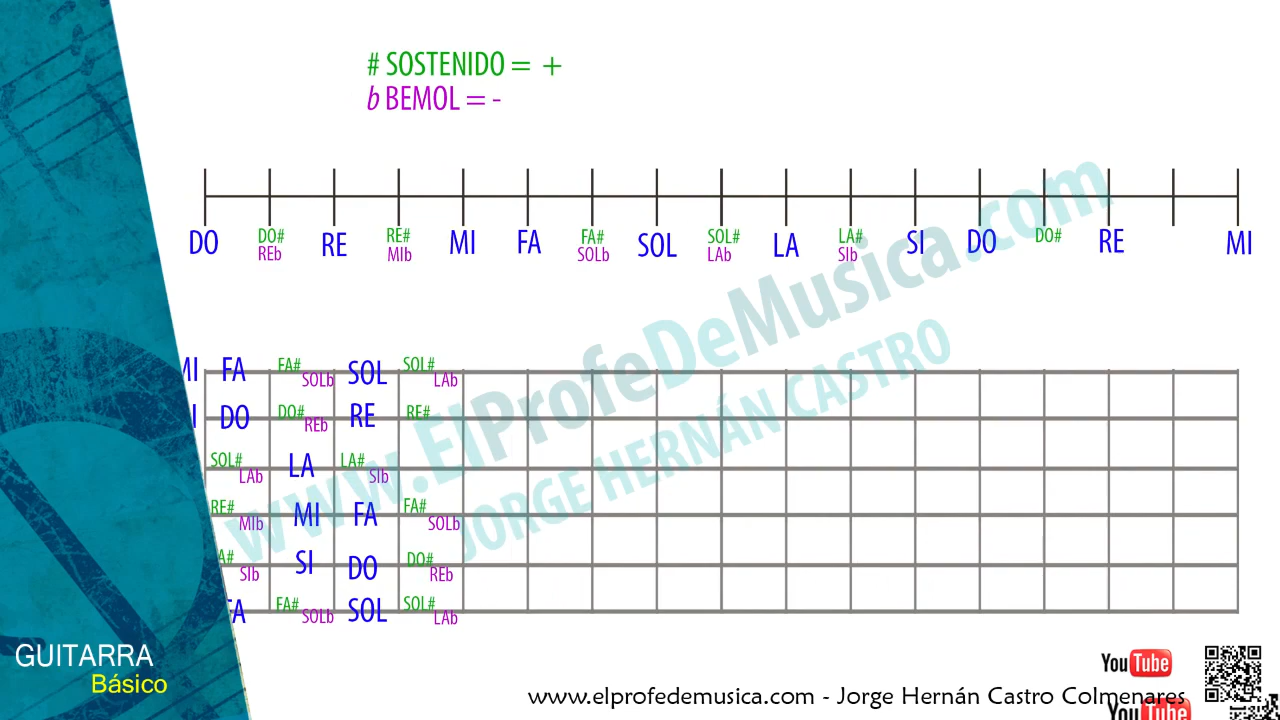 # SOSTENIDO = +
b BEMOL = -
DO DO# RE RE# MI FA FA# SOL SOL# LA LA# SI DO DO# RE MI
REb MIb SOLb LAb SIb
www.ElProfeDeMusica.com
JORGE HERNÁN CASTRO
MI FA FA# SOLb SOL SOL# LAb
DO DO# REb RE RE#
SOL# LAb LA LA# SIb
RE# MIb MI FA FA# SOLb
A# SIb SI DO DO# REb
FA FA# SOLb SOL SOL# LAb
GUITARRA
Básico
YouTube
www.elprofedemusica.com - Jorge Hernán Castro Colmenares
YouTube